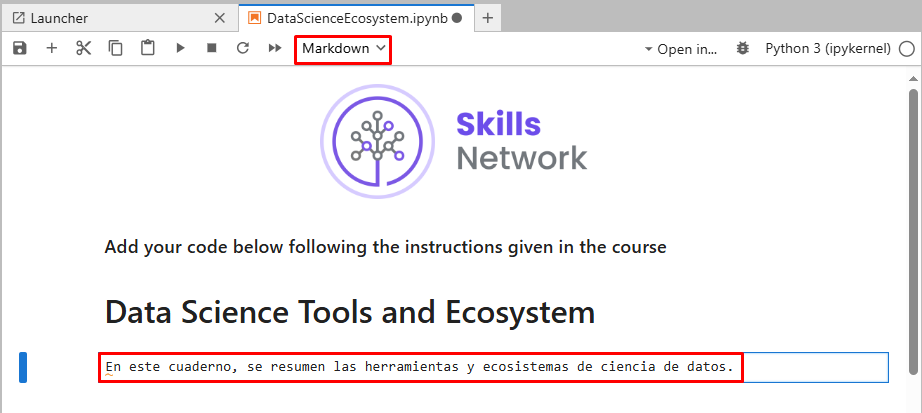 Launcher
DataScienceEcosystem.ipynb
Markdown
Open in...
Python 3 (ipykernel)
Skills
Network
Add your code below following the instructions given in the course
Data Science Tools and Ecosystem
En este cuaderno, se resumen las herramientas y ecosistemas de ciencia de datos.